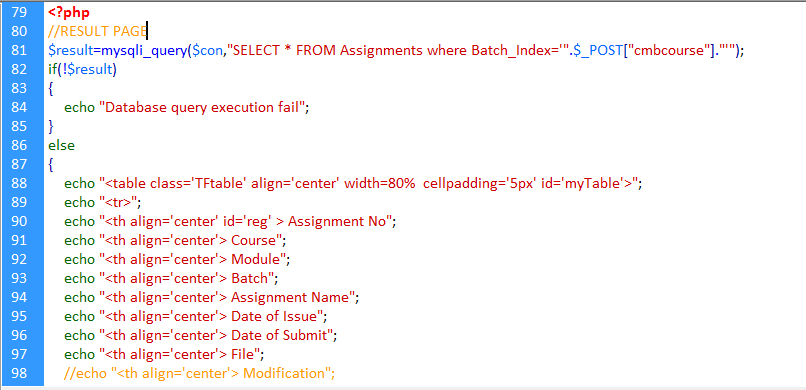 79 <?php
80 //RESULT PAGE
81 $result=mysqli_query($con,"SELECT * FROM Assignments where Batch_Index='".$_POST["cmbcourse"]."'");
82 if(!$result)
83 {
84 echo "Database query execution fail";
85 }
86 else
87 {
88 echo "<table class='TFtable' align='center' width=80%  cellpadding='5px' id='myTable'>";
89 echo "<tr>";
90 echo "<th align='center' id='reg' > Assignment No";
91 echo "<th align='center'> Course";
92 echo "<th align='center'> Module";
93 echo "<th align='center'> Batch";
94 echo "<th align='center'> Assignment Name";
95 echo "<th align='center'> Date of Issue";
96 echo "<th align='center'> Date of Submit";
97 echo "<th align='center'> File";
98 //echo "<th align='center'> Modification";